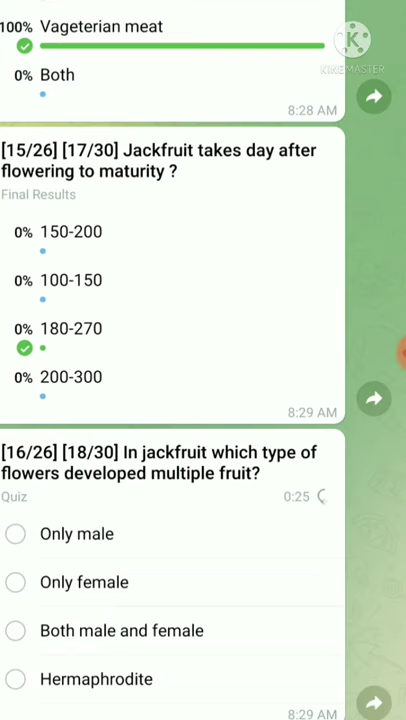 100% Vageterian meat
KINEMASTER
0% Both
8:28 AM
[15/26] [17/30] Jackfruit takes day after
flowering to maturity ?
Final Results
0% 150-200
0% 100-150
0% 180-270
0% 200-300
8:29 AM
[16/26] [18/30] In jackfruit which type of
flowers developed multiple fruit?
Quiz 0:25
Only male
Only female
Both male and female
Hermaphrodite
8:29 AM